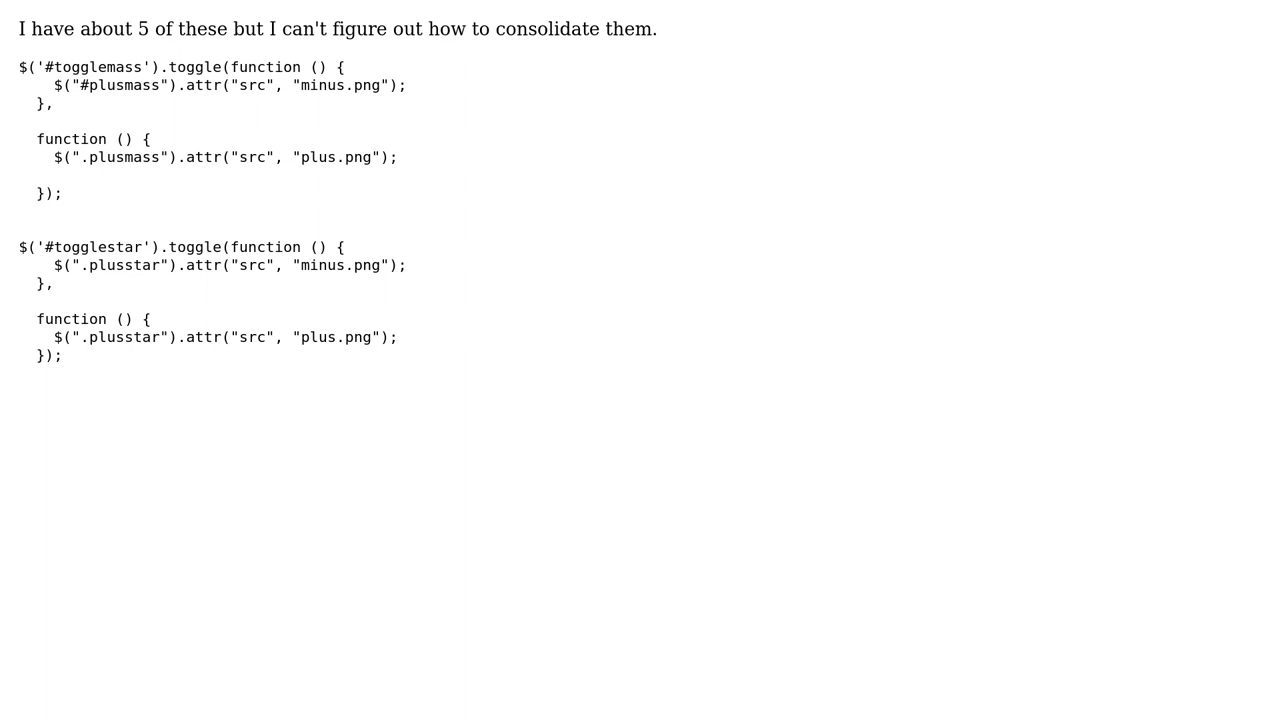 I have about 5 of these but I can't figure out how to consolidate them.
$('#togglemass').toggle(function () {
    $("#plusmass").attr("src", "minus.png");
  },
  function () {
    $(".plusmass").attr("src", "plus.png");
  });
$('#togglestar').toggle(function () {
    $(".plusstar").attr("src", "minus.png");
  },
  function () {
    $(".plusstar").attr("src", "plus.png");
  });